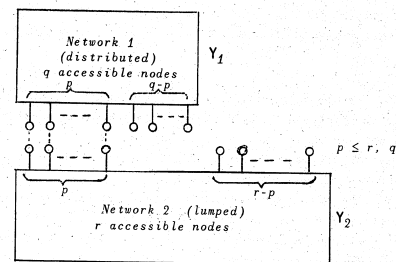 Network 1
(distributed)
q accessible nodes
Y1
p
q-p
p ≤ r, q
p
r-p
Network 2 (lumped)
r accessible nodes
Y2